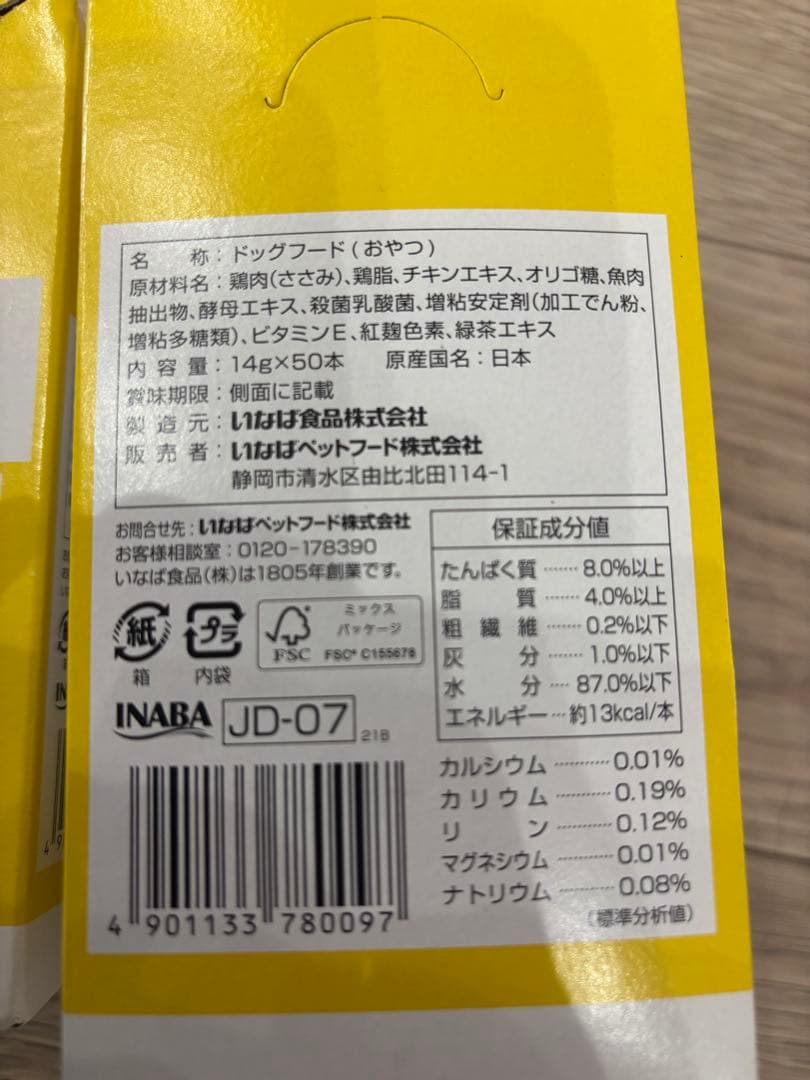 名称:ドッグフード(おやつ)
原材料名:鶏肉(ささみ)、鶏脂、チキンエキス、オリゴ糖、魚肉
抽出物、酵母エキス、殺菌乳酸菌、増粘安定剤(加工でん粉、
増粘多糖類)、ビタミンE、紅麹色素、緑茶エキス
内容量:14g×50本 原産国名:日本
賞味期限:側面に記載
製造元:いなば食品株式会社
販売者:いなばペットフード株式会社
静岡市清水区由比北田114-1
お問合せ先:いなばペットフード株式会社
お客様相談室:0120-178390
いなば食品(株)は1805年創業です。
紙
箱
プラ
内袋
FSC
ミックス
パッケージ
FSC® C155678
INABA JD-07 21B
4 901133 780097
保証成分値
たんぱく質……8.0%以上
脂質……4.0%以上
粗繊維……0.2%以下
灰分……1.0%以下
水分……87.0%以下
エネルギー…約13kcal/本
カルシウム………0.01%
カリウム………0.19%
リン………0.12%
マグネシウム……0.01%
ナトリウム………0.08%
(標準分析値)